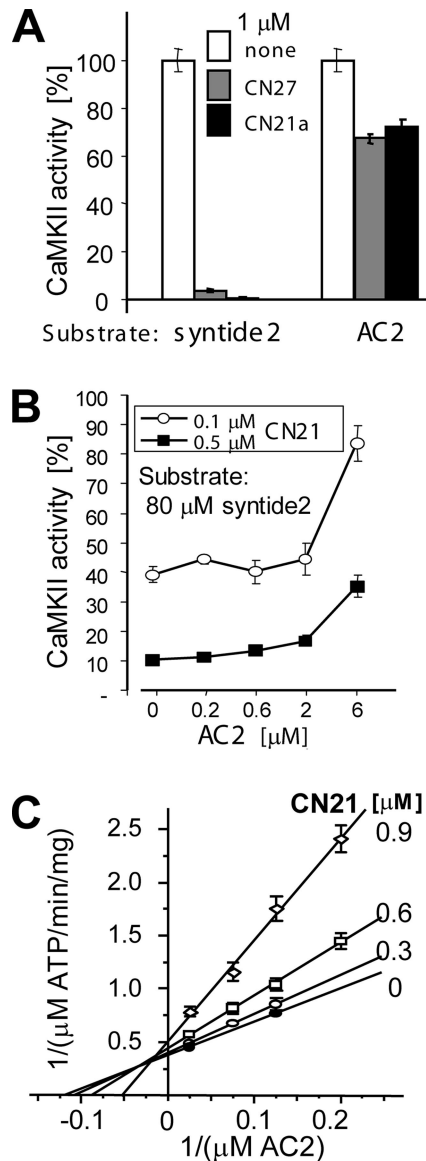 A
1 μM
none
CN27
CN21a
CaMKII activity [%]
100
80
60
40
20
0
Substrate: syntide2 AC2
B
100
90
80
70
60
50
40
30
20
10
-
0.1 μM
0.5 μM
CN21
Substrate:
80 μM syntide2
CaMKII activity [%]
0 0.2 0.6 2 6
AC2 [μM]
C
CN21 [μM]
0.9
0.6
0.3
0
1/(μM ATP/min/mg)
2.5
2.0
1.5
1.0
0.5
-0.1 0 0.1 0.2
1/(μM AC2)